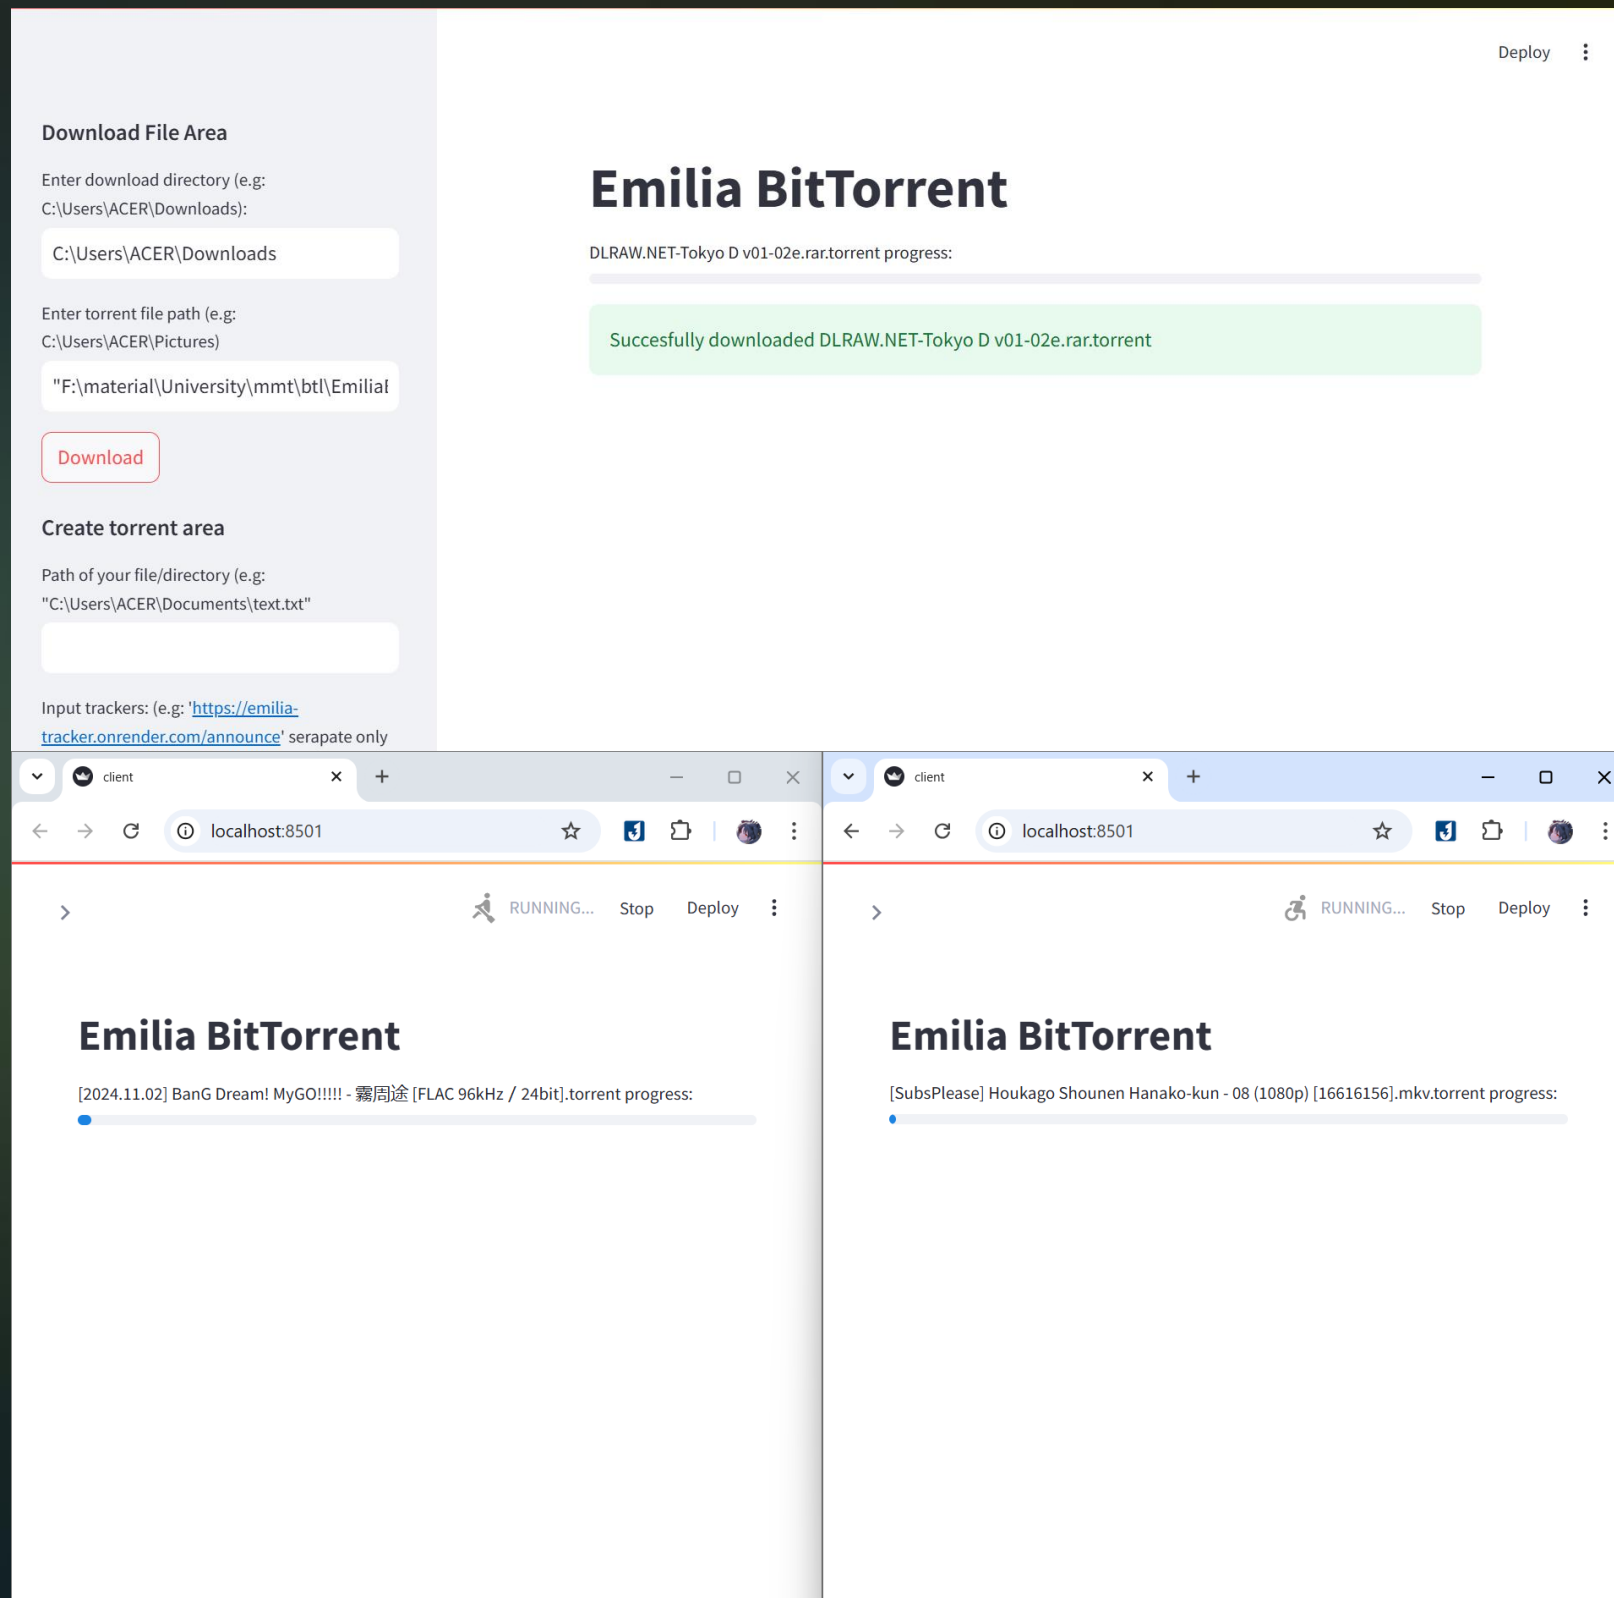 Deploy
Download File Area
Enter download directory (e.g:
C:\Users\ACER\Downloads):
C:\Users\ACER\Downloads
Enter torrent file path (e.g:
C:\Users\ACER\Pictures)
"F:\material\University\mmt\btl\Emilia
Download
Create torrent area
Path of your file/directory (e.g:
"C:\Users\ACER\Documents\text.txt"
Input trackers: (e.g: 'https://emilia-
tracker.onrender.com/announce' serapate only
Emilia BitTorrent
DLRAW.NET-Tokyo D v01-02e.rar.torrent progress:
Succesfully downloaded DLRAW.NET-Tokyo D v01-02e.rar.torrent
client
localhost:8501
RUNNING... Stop Deploy
Emilia BitTorrent
[2024.11.02] BanG Dream! MyGO!!!!! - 霧周途 [FLAC 96kHz／24bit].torrent progress:
client
localhost:8501
RUNNING... Stop Deploy
Emilia BitTorrent
[SubsPlease] Houkago Shounen Hanako-kun - 08 (1080p) [16616156].mkv.torrent progress: